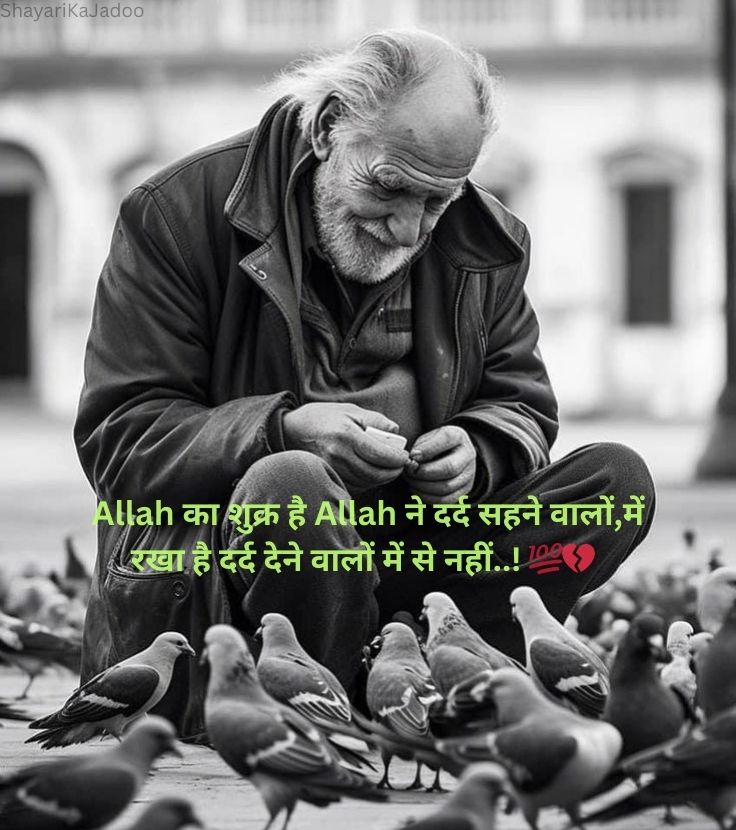 ShayariKaJadoo
Allah का शुक्र है Allah ने दर्द सहने वालों,में
रखा है दर्द देने वालों में से नहीं..! 💯💔